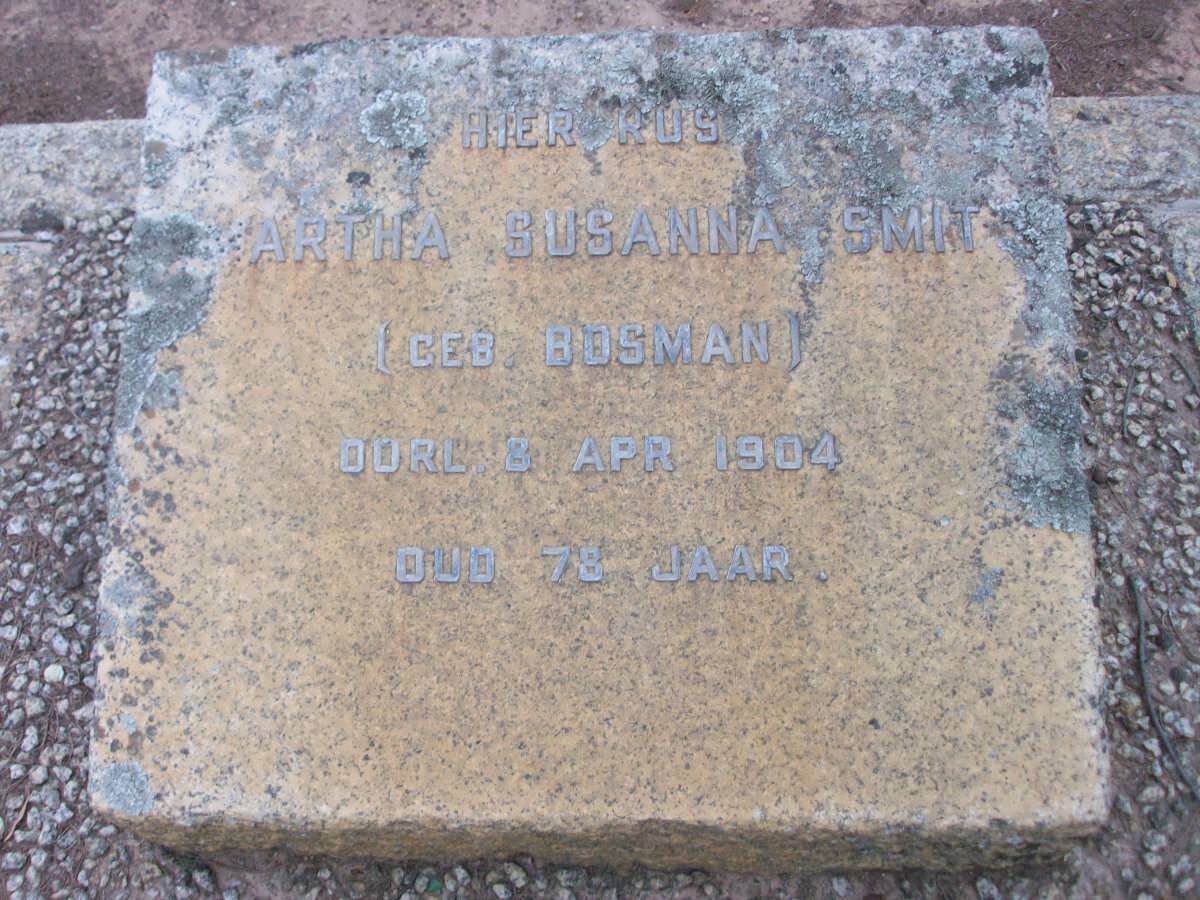 HIER RUS
ARTHA SUSANNA SMIT
(GEB. BOSMAN)
OORL. 8 APR 1904
OUD 78 JAAR.